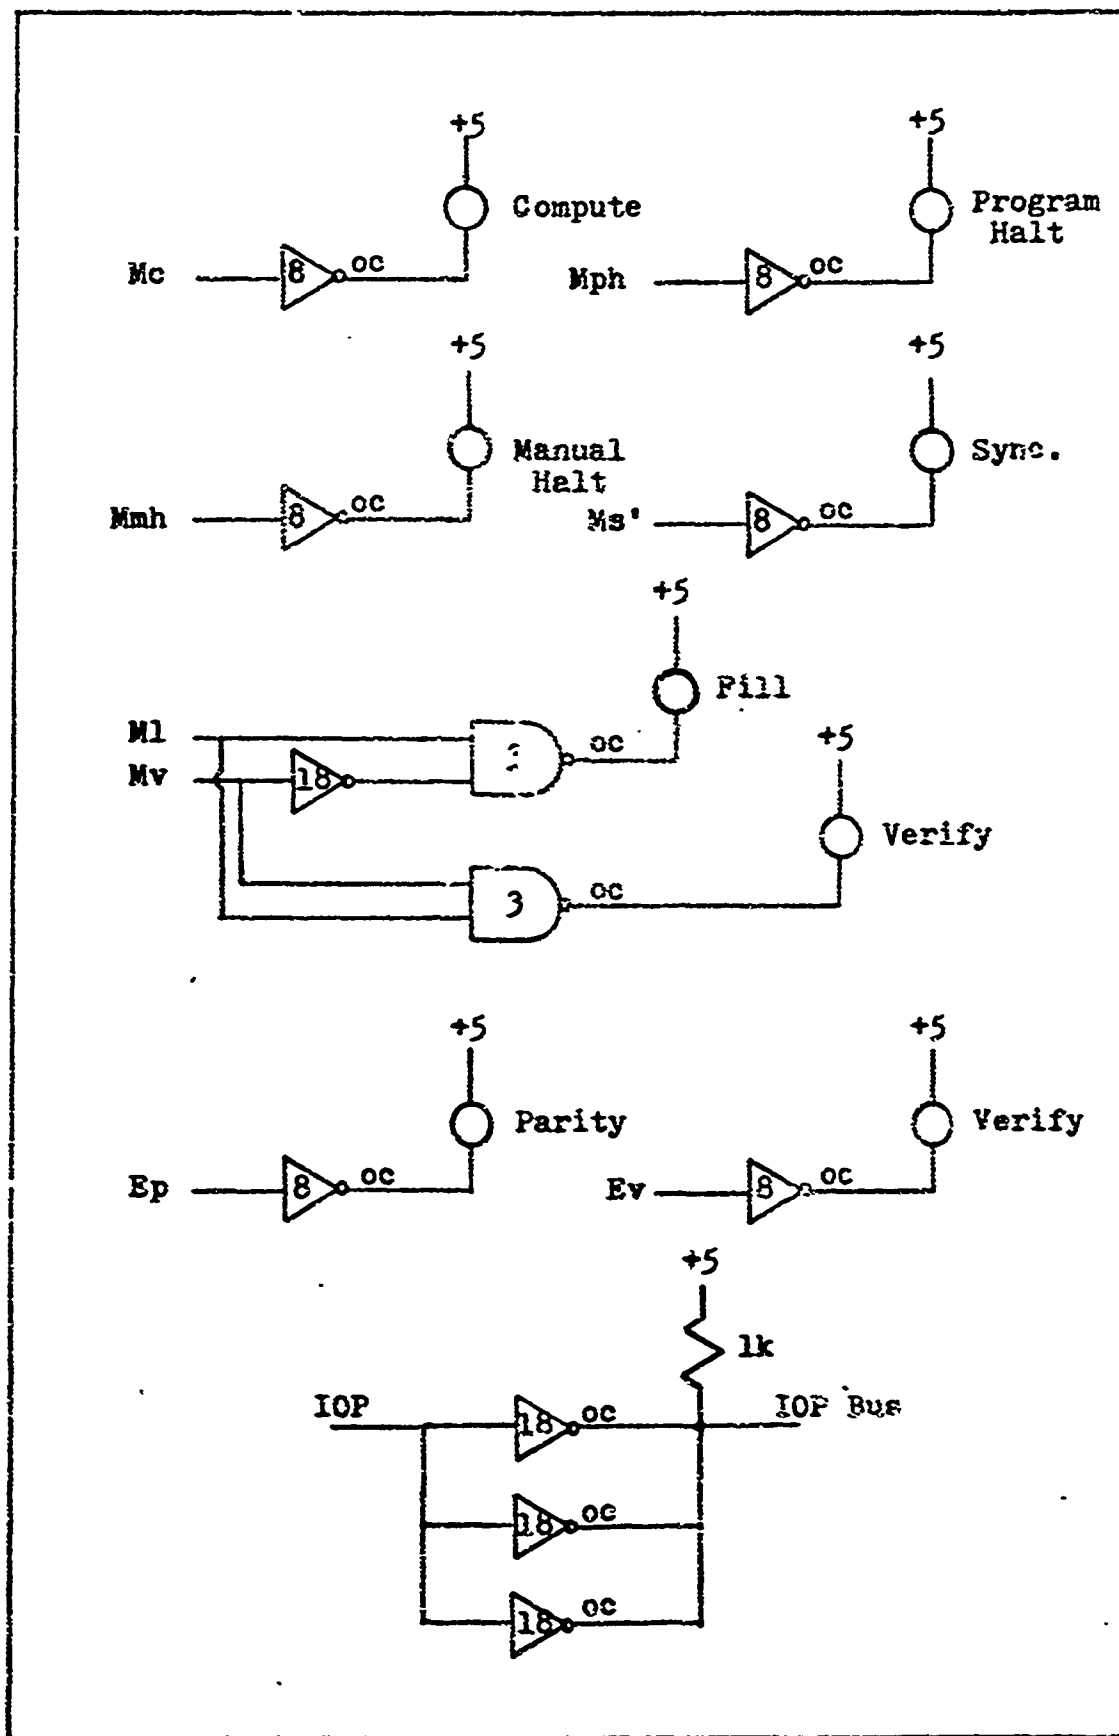 +5
+5
Compute
Program
Halt
Mc
8
oc
Mph
8
oc
+5
+5
Manual
Halt
Sync.
Mmh
8
oc
Ms'
8
oc
+5
Fill
Ml
oc
+5
Mv
18
Verify
3
oc
+5
+5
Parity
Verify
Ep
8
oc
Ev
8
oc
+5
1k
IOP
18
oc
IOP Bus
18
oc
18
oc